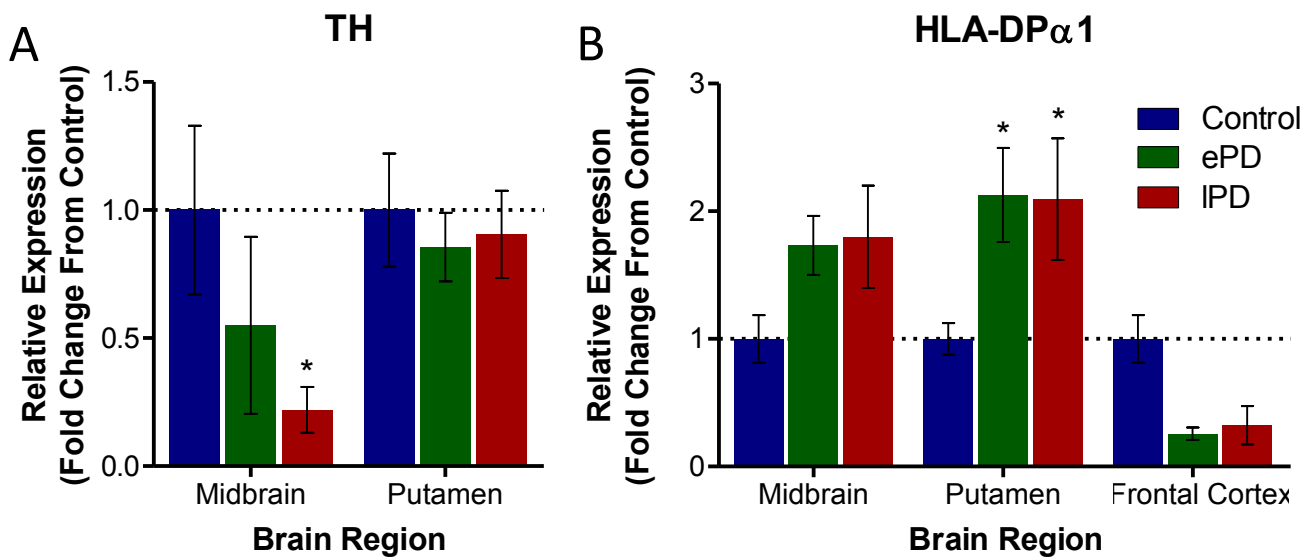 A
TH
Relative Expression
(Fold Change From Control)
1.5
1.0
0.5
0.0
*
Midbrain
Putamen
Brain Region
B
HLA-DPα1
Relative Expression
(Fold Change From Control)
3
2
1
0
*
*
Control
ePD
lPD
Midbrain
Putamen
Frontal Cortex
Brain Region